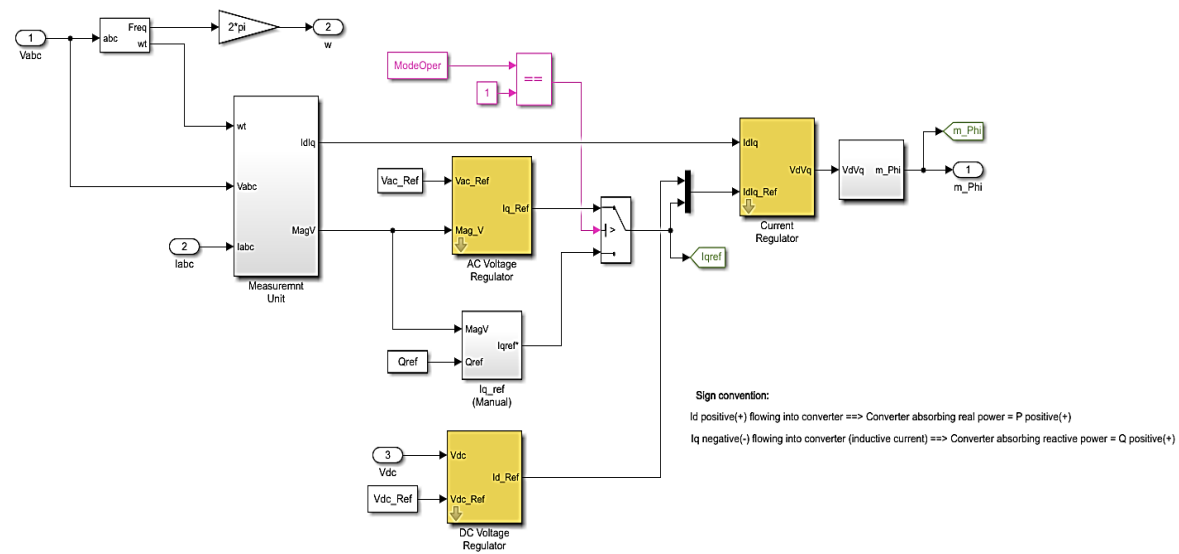 1
Vabc
abc
Freq
wt
2*pi
2
w
ModeOper
1
==
wt
Vabc
Iabc
IdIq
MagV
Measuremnt
Unit
2
Iabc
Vac_Ref
Vac_Ref
Mag_V
Iq_Ref
AC Voltage
Regulator
>
IdIq
IdIq_Ref
VdVq
Current
Regulator
VdVq
m_Phi
m_Phi
1
m_Phi
Iqref
Qref
MagV
Qref
Iqref*
Iq_ref
(Manual)
3
Vdc
Vdc_Ref
Vdc
Vdc_Ref
Id_Ref
DC Voltage
Regulator
Sign convention:
Id positive(+) flowing into converter ==> Converter absorbing real power = P positive(+)
Iq negative(-) flowing into converter (inductive current) ==> Converter absorbing reactive power = Q positive(+)